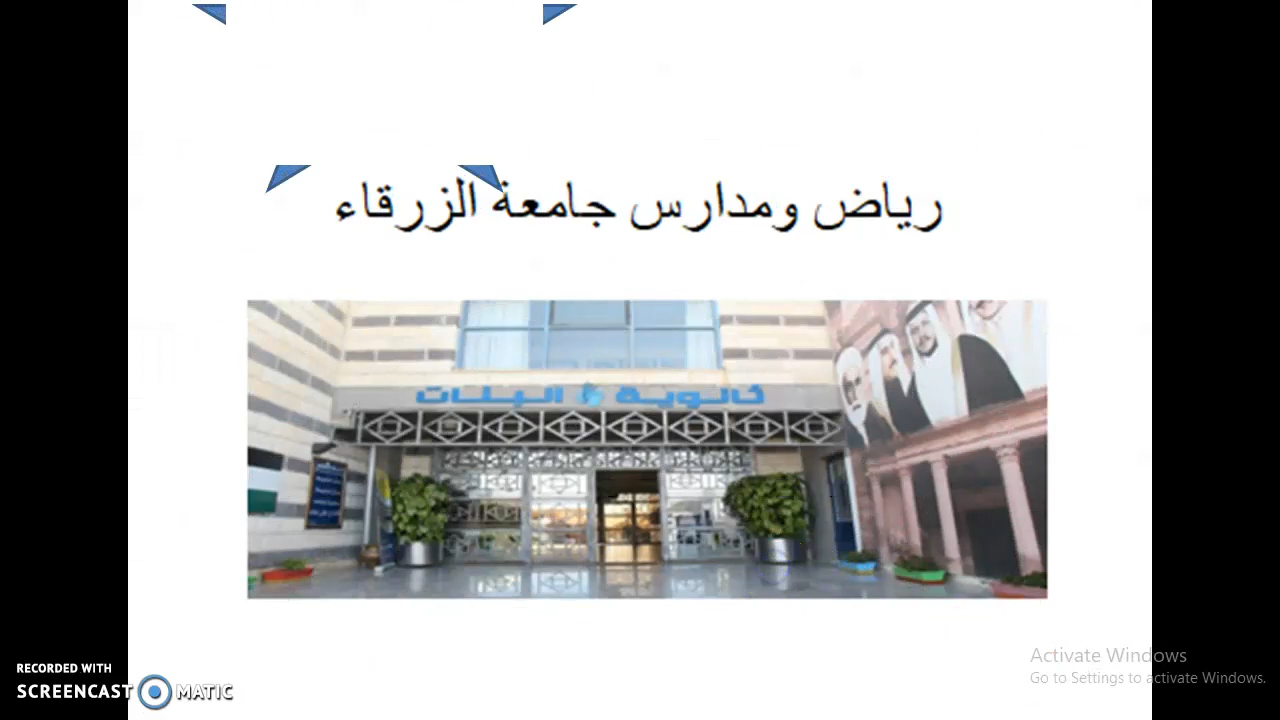 رياض ومدارس جامعة الزرقاء
ثانوية البنات
Activate Windows
Go to Settings to activate Windows.
RECORDED WITH
SCREENCAST MATIC